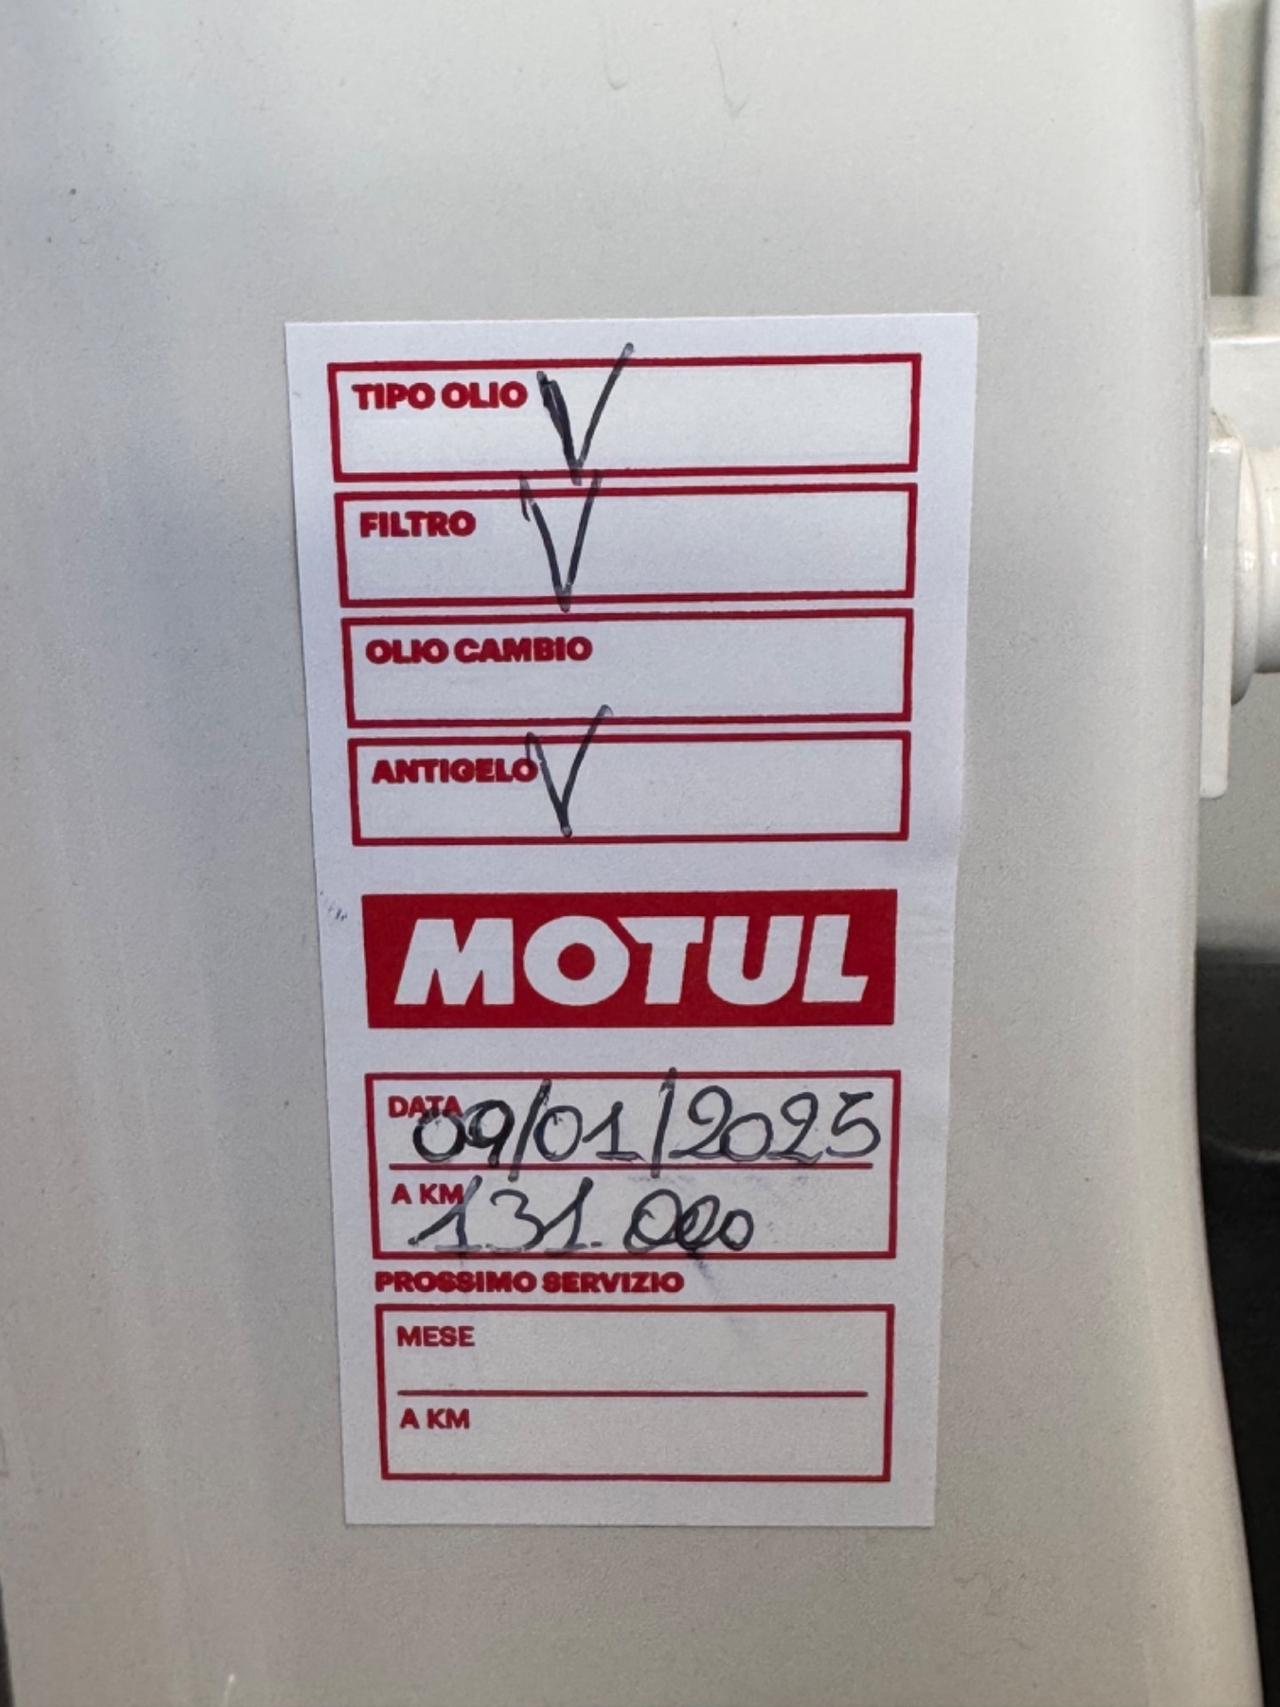 TIPO OLIO V
FILTRO V
OLIO CAMBIO
ANTIGELO V
MOTUL
DATA 09/01/2025
A KM 131.000
PROSSIMO SERVIZIO
MESE
A KM